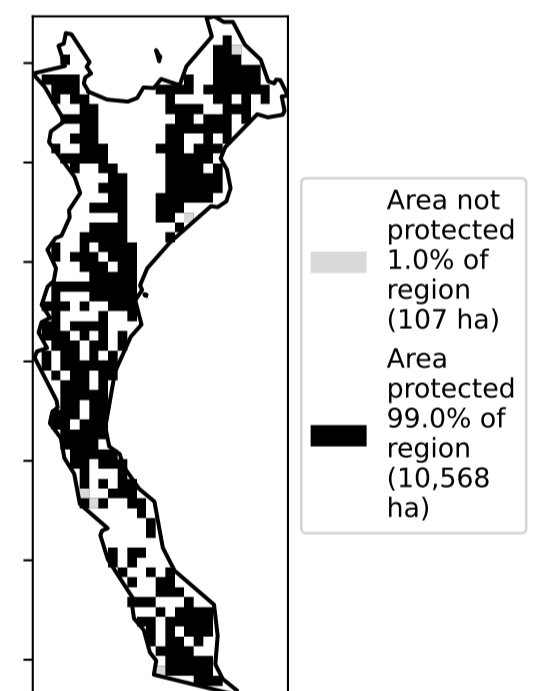 Area not
protected
1.0% of
region
(107 ha)
Area
protected
99.0% of
region
(10,568
ha)